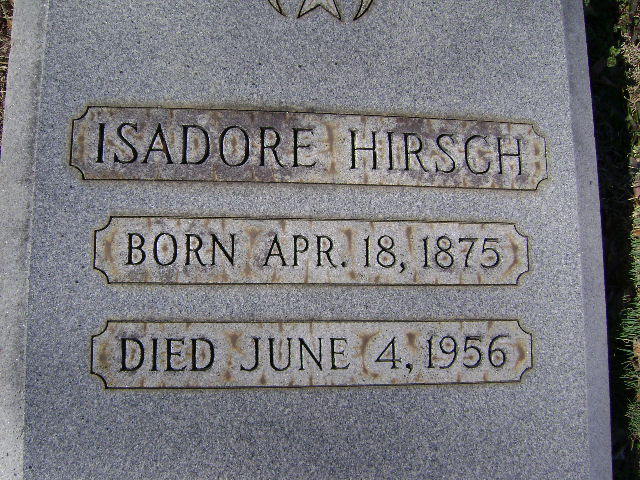 ISADORE HIRSCH
BORN APR. 18, 1875
DIED JUNE 4, 1956